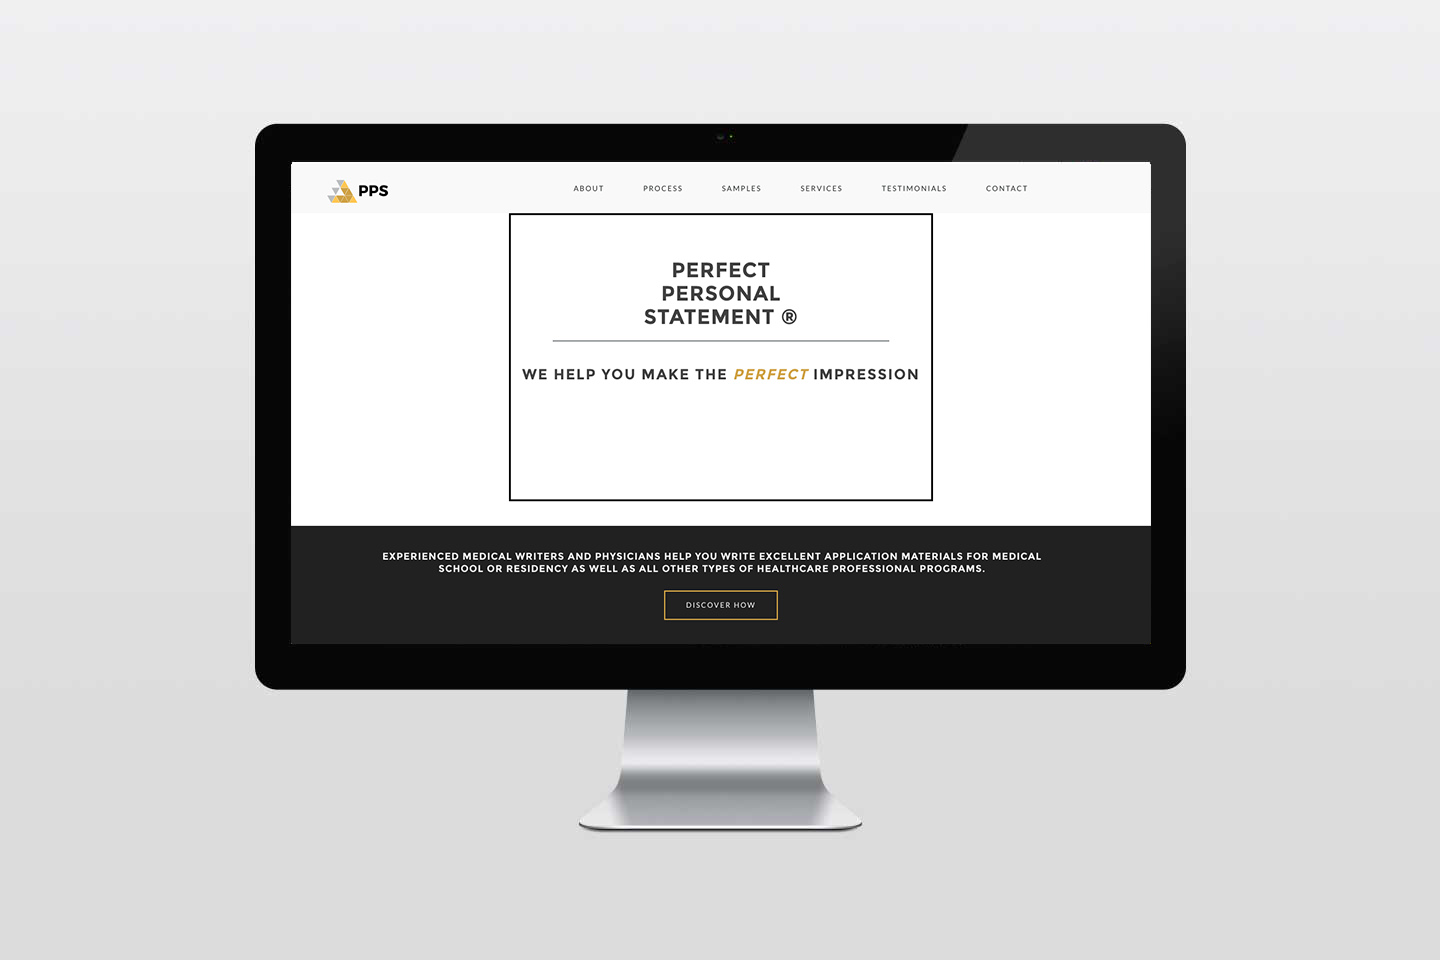 PPS
ABOUT PROCESS SAMPLES SERVICES TESTIMONIALS CONTACT
PERFECT
PERSONAL
STATEMENT ®
WE HELP YOU MAKE THE PERFECT IMPRESSION
EXPERIENCED MEDICAL WRITERS AND PHYSICIANS HELP YOU WRITE EXCELLENT APPLICATION MATERIALS FOR MEDICAL
SCHOOL OR RESIDENCY AS WELL AS ALL OTHER TYPES OF HEALTHCARE PROFESSIONAL PROGRAMS.
DISCOVER HOW